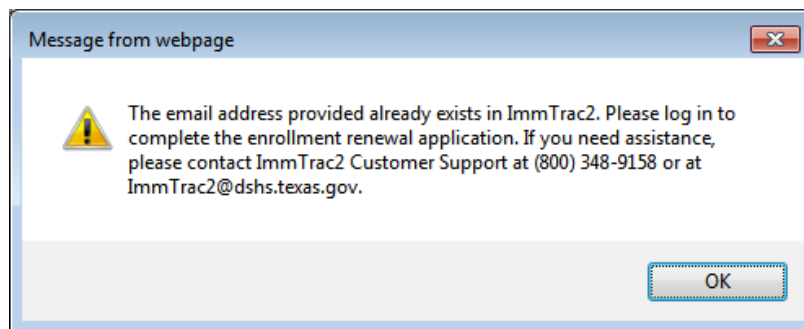 Message from webpage
The email address provided already exists in ImmTrac2. Please log in to
complete the enrollment renewal application. If you need assistance,
please contact ImmTrac2 Customer Support at (800) 348-9158 or at
ImmTrac2@dshs.texas.gov.
OK